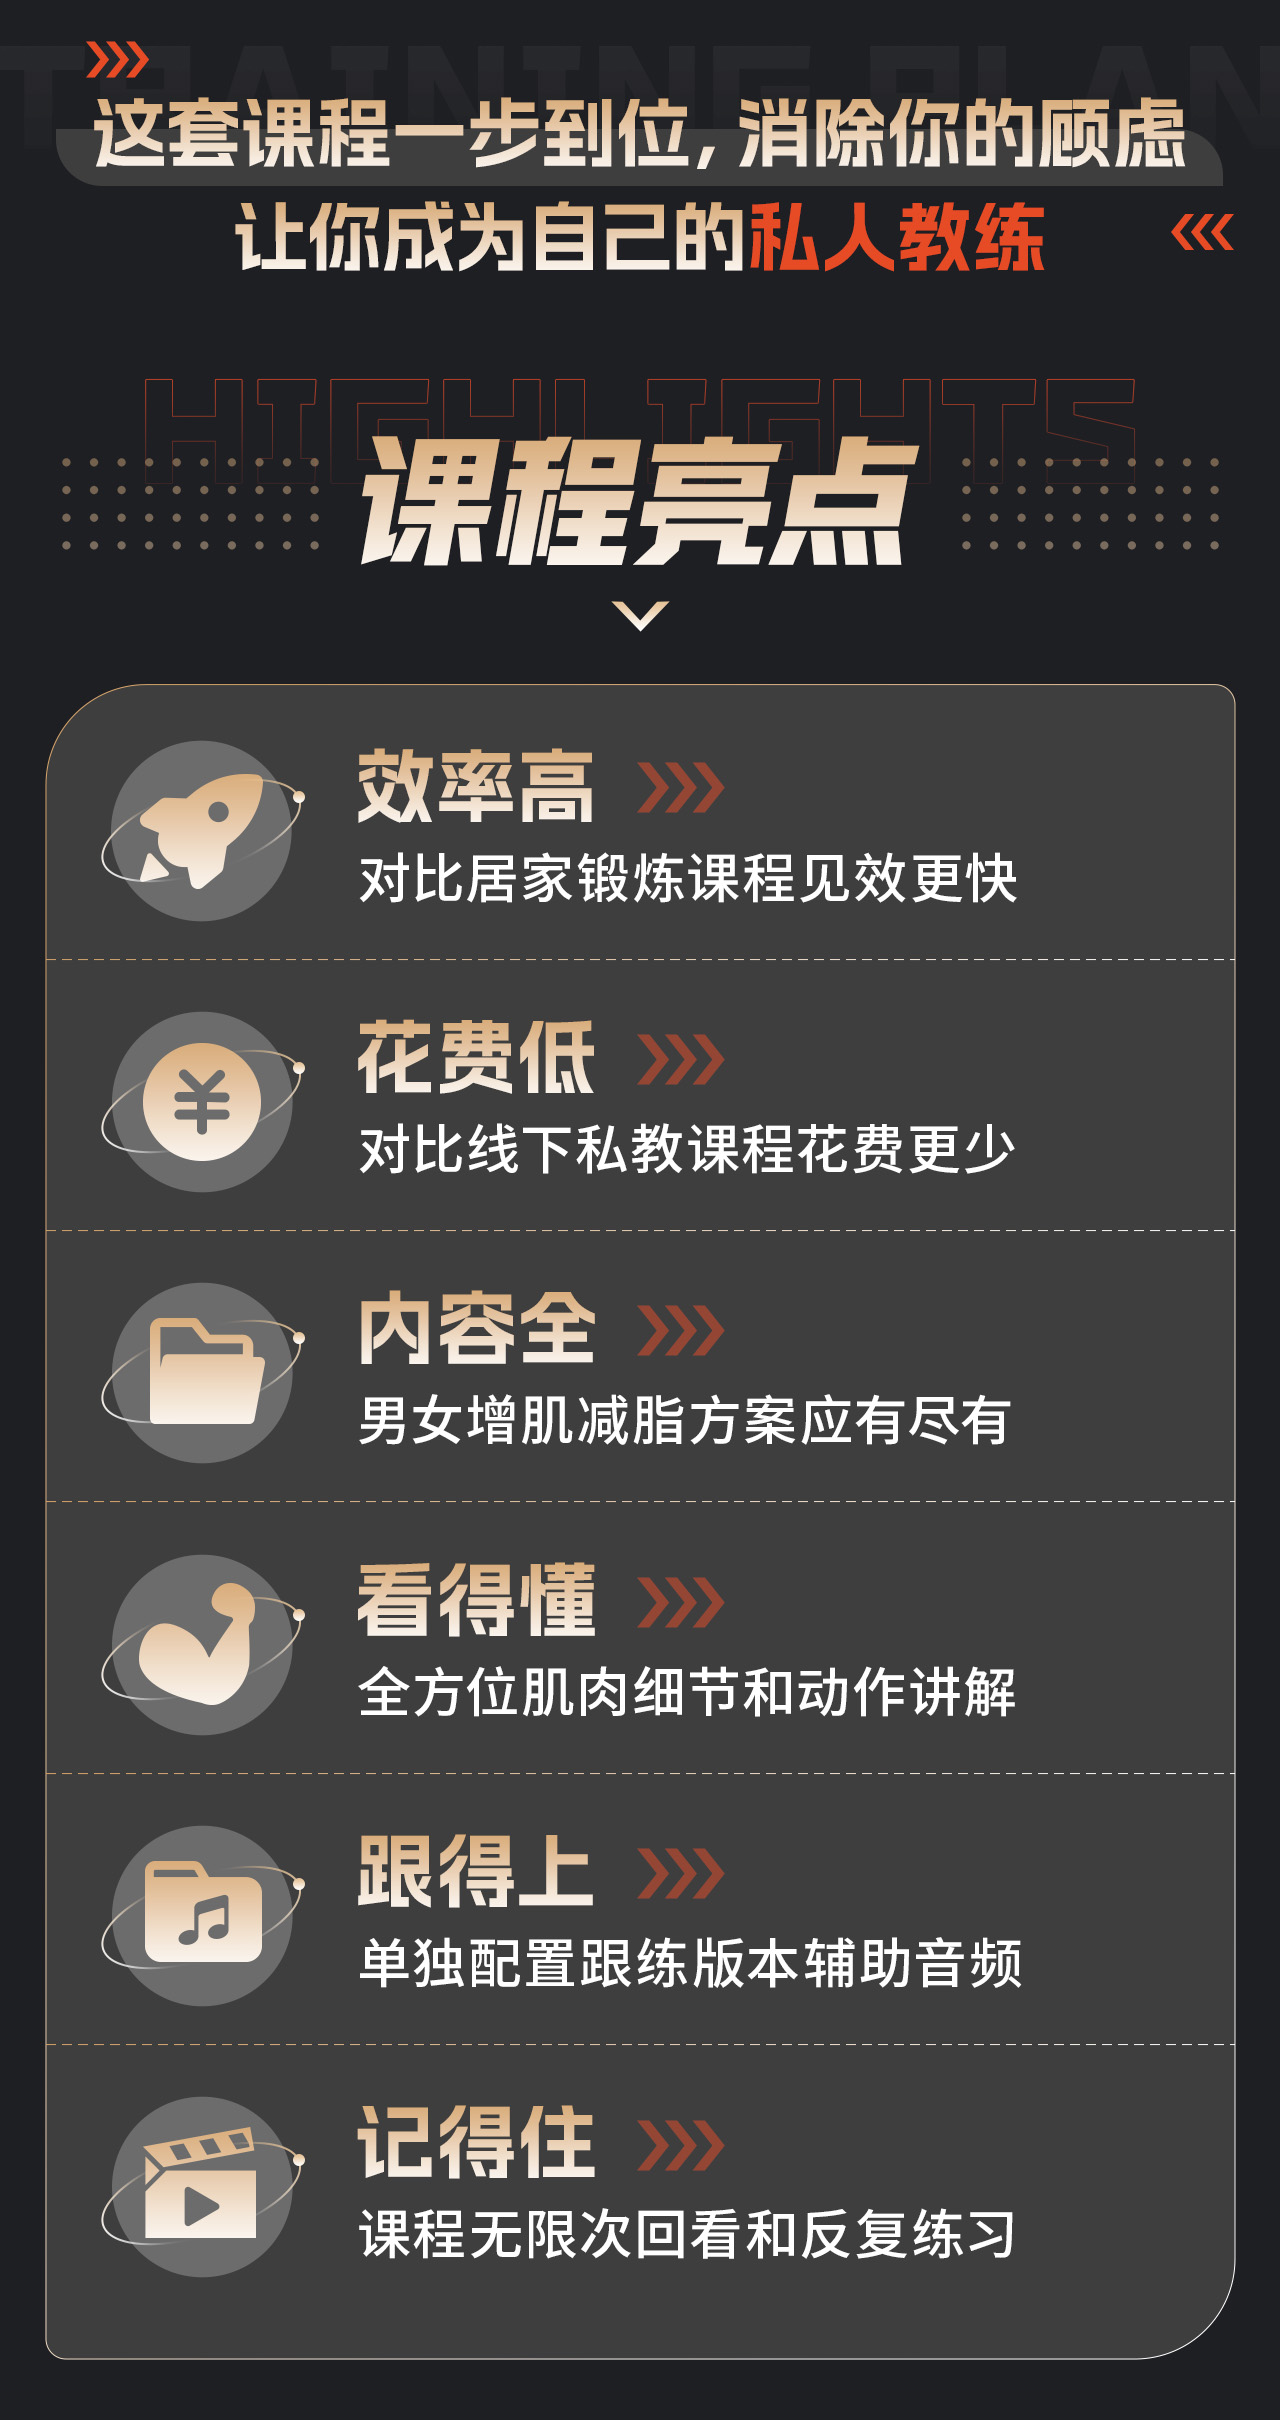 TRAINING PLAN
这套课程一步到位,消除你的顾虑
让你成为自己的私人教练
HIGHLIGHTS
课程亮点
效率高
对比居家锻炼课程见效更快
花费低
对比线下私教课程花费更少
内容全
男女增肌减脂方案应有尽有
看得懂
全方位肌肉细节和动作讲解
跟得上
单独配置跟练版本辅助音频
记得住
课程无限次回看和反复练习